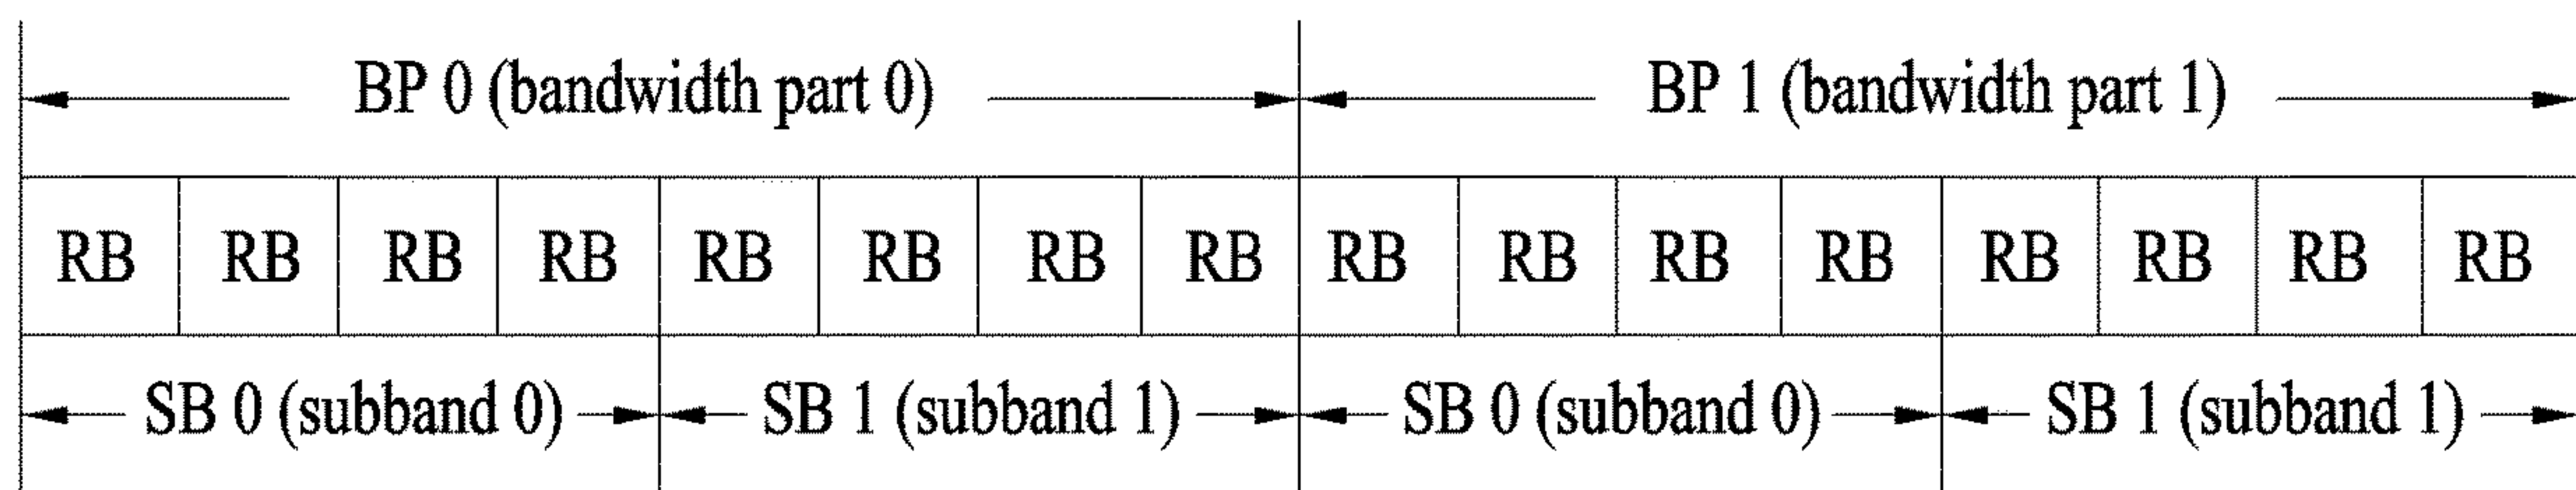 BP 0 (bandwidth part 0) BP 1 (bandwidth part 1)
RB RB RB RB RB RB RB RB RB RB RB RB RB RB RB RB
SB 0 (subband 0) SB 1 (subband 1) SB 0 (subband 0) SB 1 (subband 1)